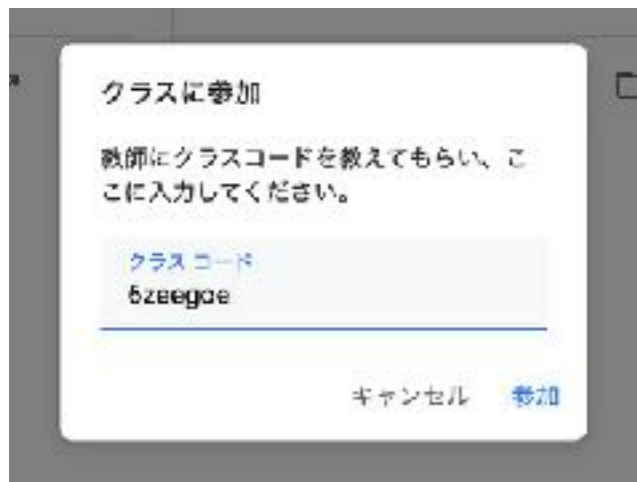 クラスに参加
教師にクラスコードを教えてもらい、こ
こに入力してください。
クラス コード
キャンセル 参加